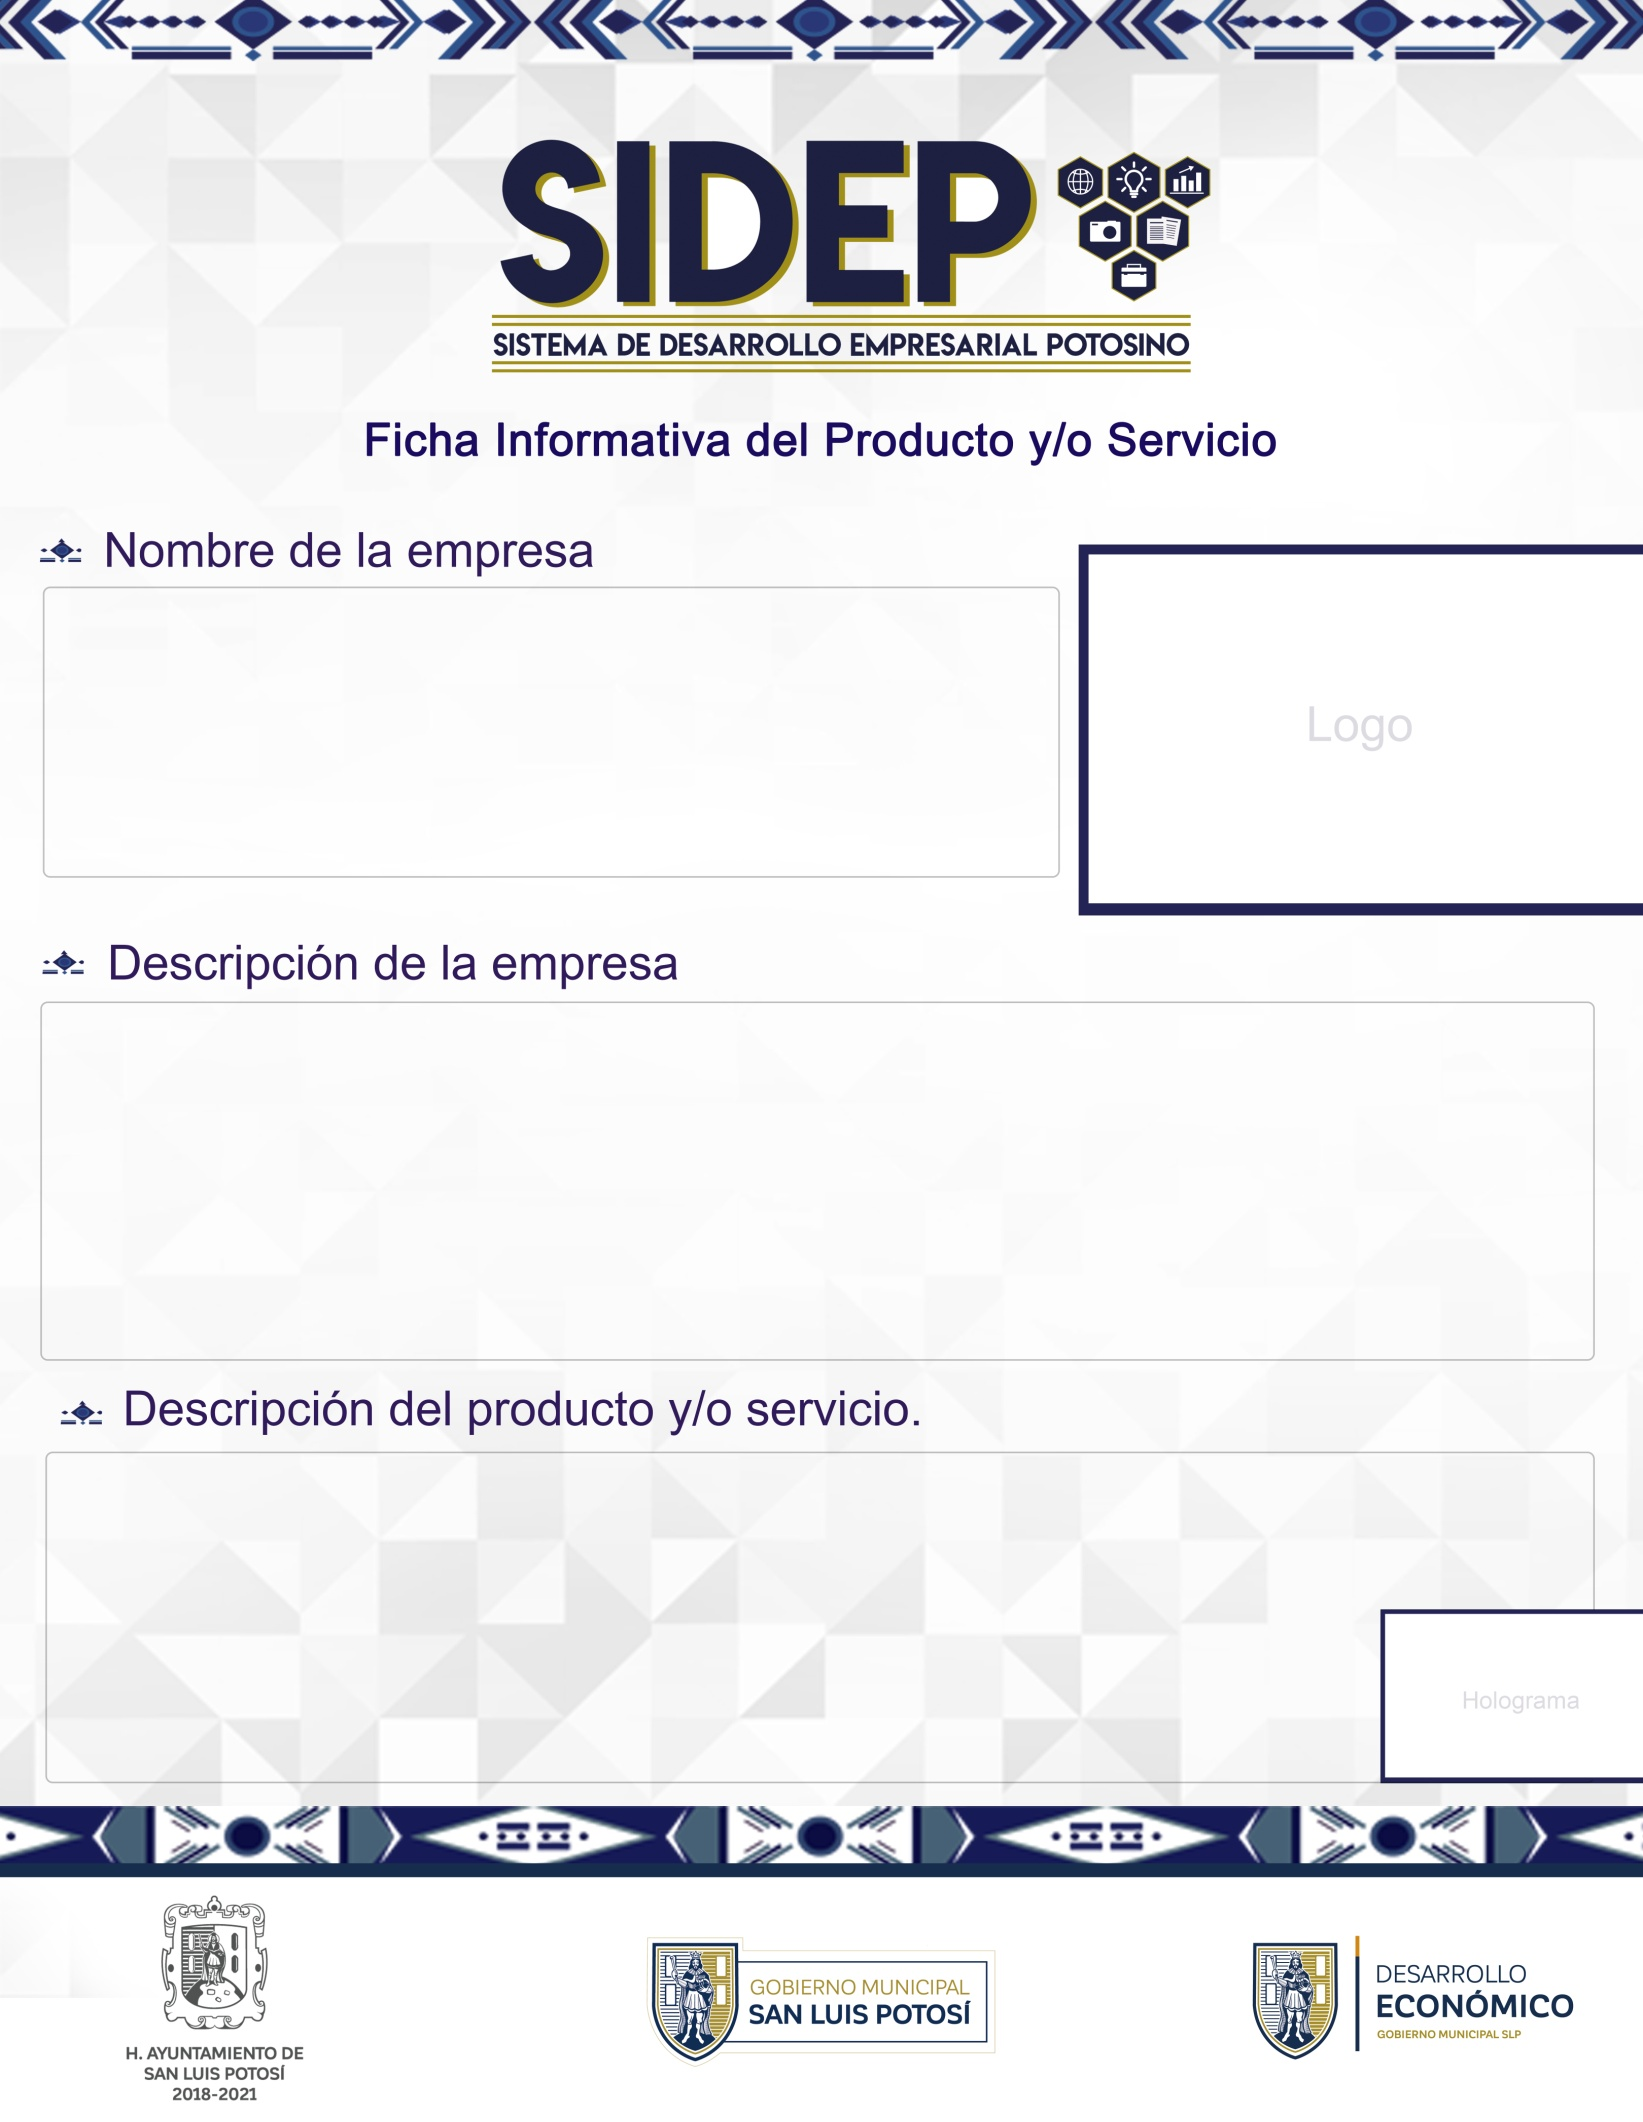 SIDEP
SISTEMA DE DESARROLLO EMPRESARIAL POTOSINO
Ficha Informativa del Producto y/o Servicio
Nombre de la empresa
Logo
Descripción de la empresa
Descripción del producto y/o servicio.
Holograma
H. AYUNTAMIENTO DE
SAN LUIS POTOSÍ
2018-2021
GOBIERNO MUNICIPAL
SAN LUIS POTOSÍ
DESARROLLO
ECONÓMICO
GOBIERNO MUNICIPAL SLP